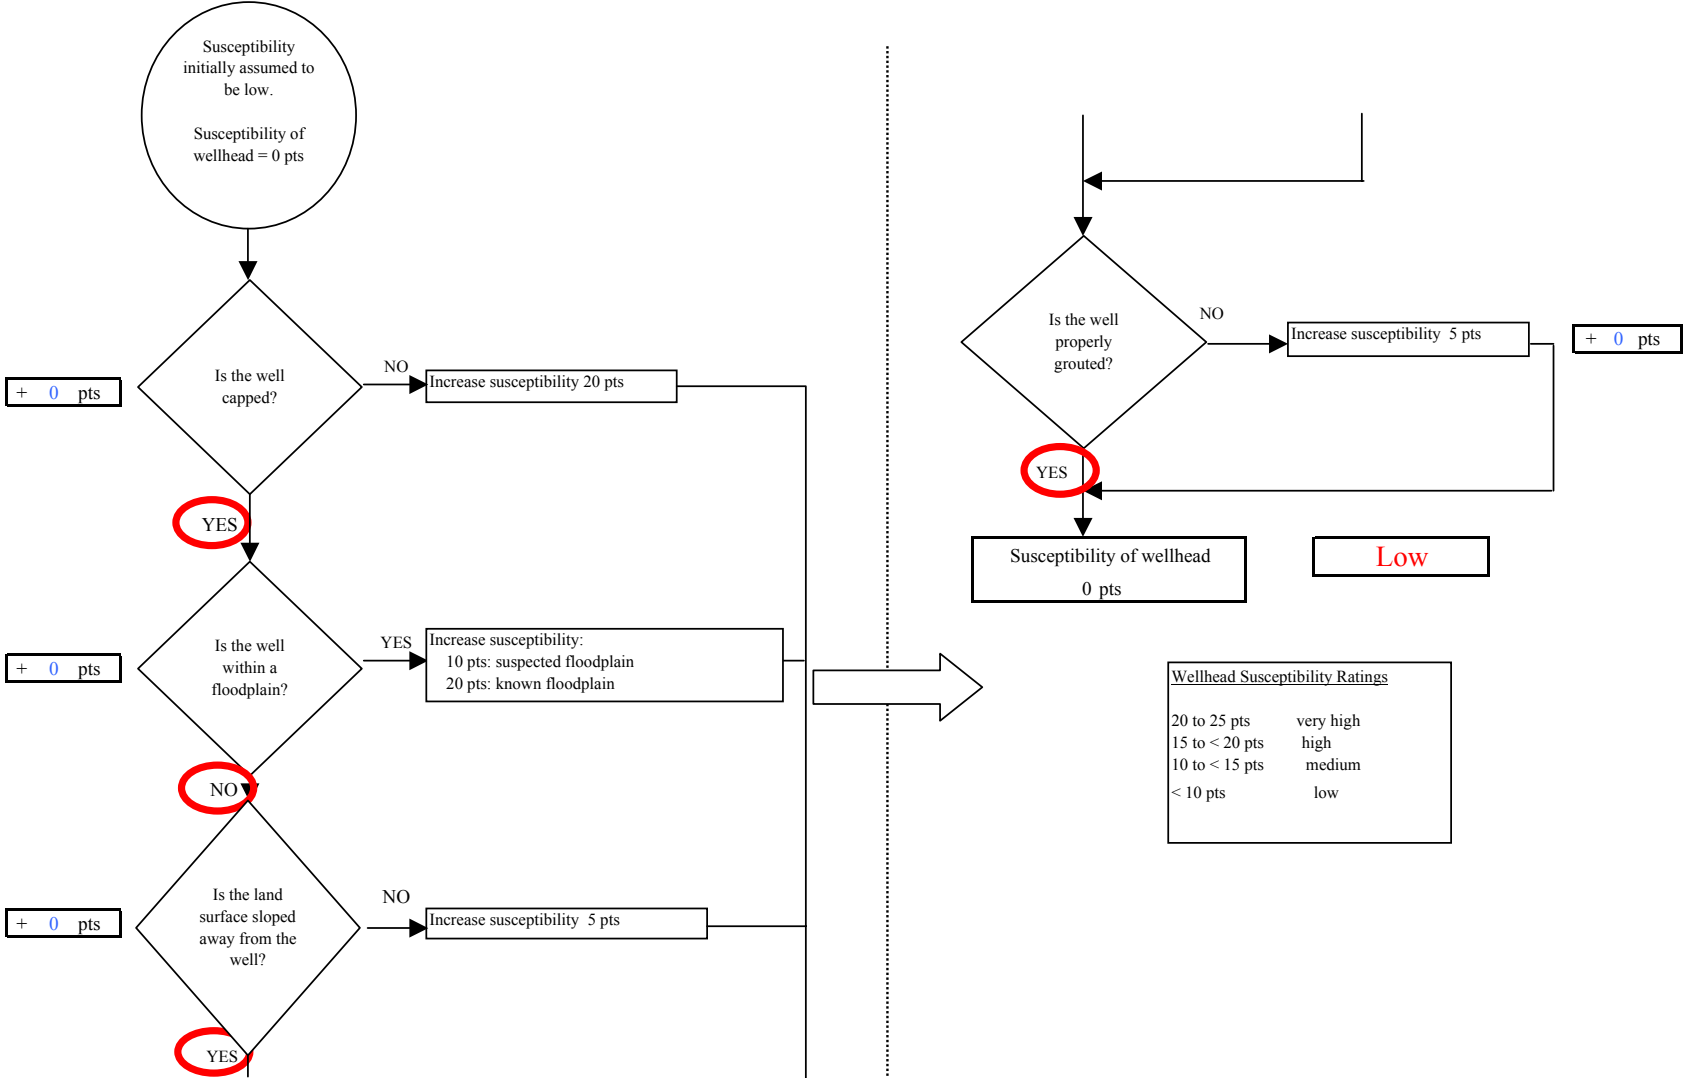 Susceptibility
initially assumed to
be low.
Susceptibility of
wellhead = 0 pts
Is the well
capped?
NO
Increase susceptibility 20 pts
+ 0 pts
YES
Is the well
within a
floodplain?
YES
Increase susceptibility:
10 pts: suspected floodplain
20 pts: known floodplain
+ 0 pts
NO
Is the land
surface sloped
away from the
well?
NO
Increase susceptibility 5 pts
+ 0 pts
YES
Is the well
properly
grouted?
NO
Increase susceptibility 5 pts
+ 0 pts
YES
Susceptibility of wellhead
0 pts
Low
Wellhead Susceptibility Ratings
20 to 25 pts very high
15 to < 20 pts high
10 to < 15 pts medium
< 10 pts low